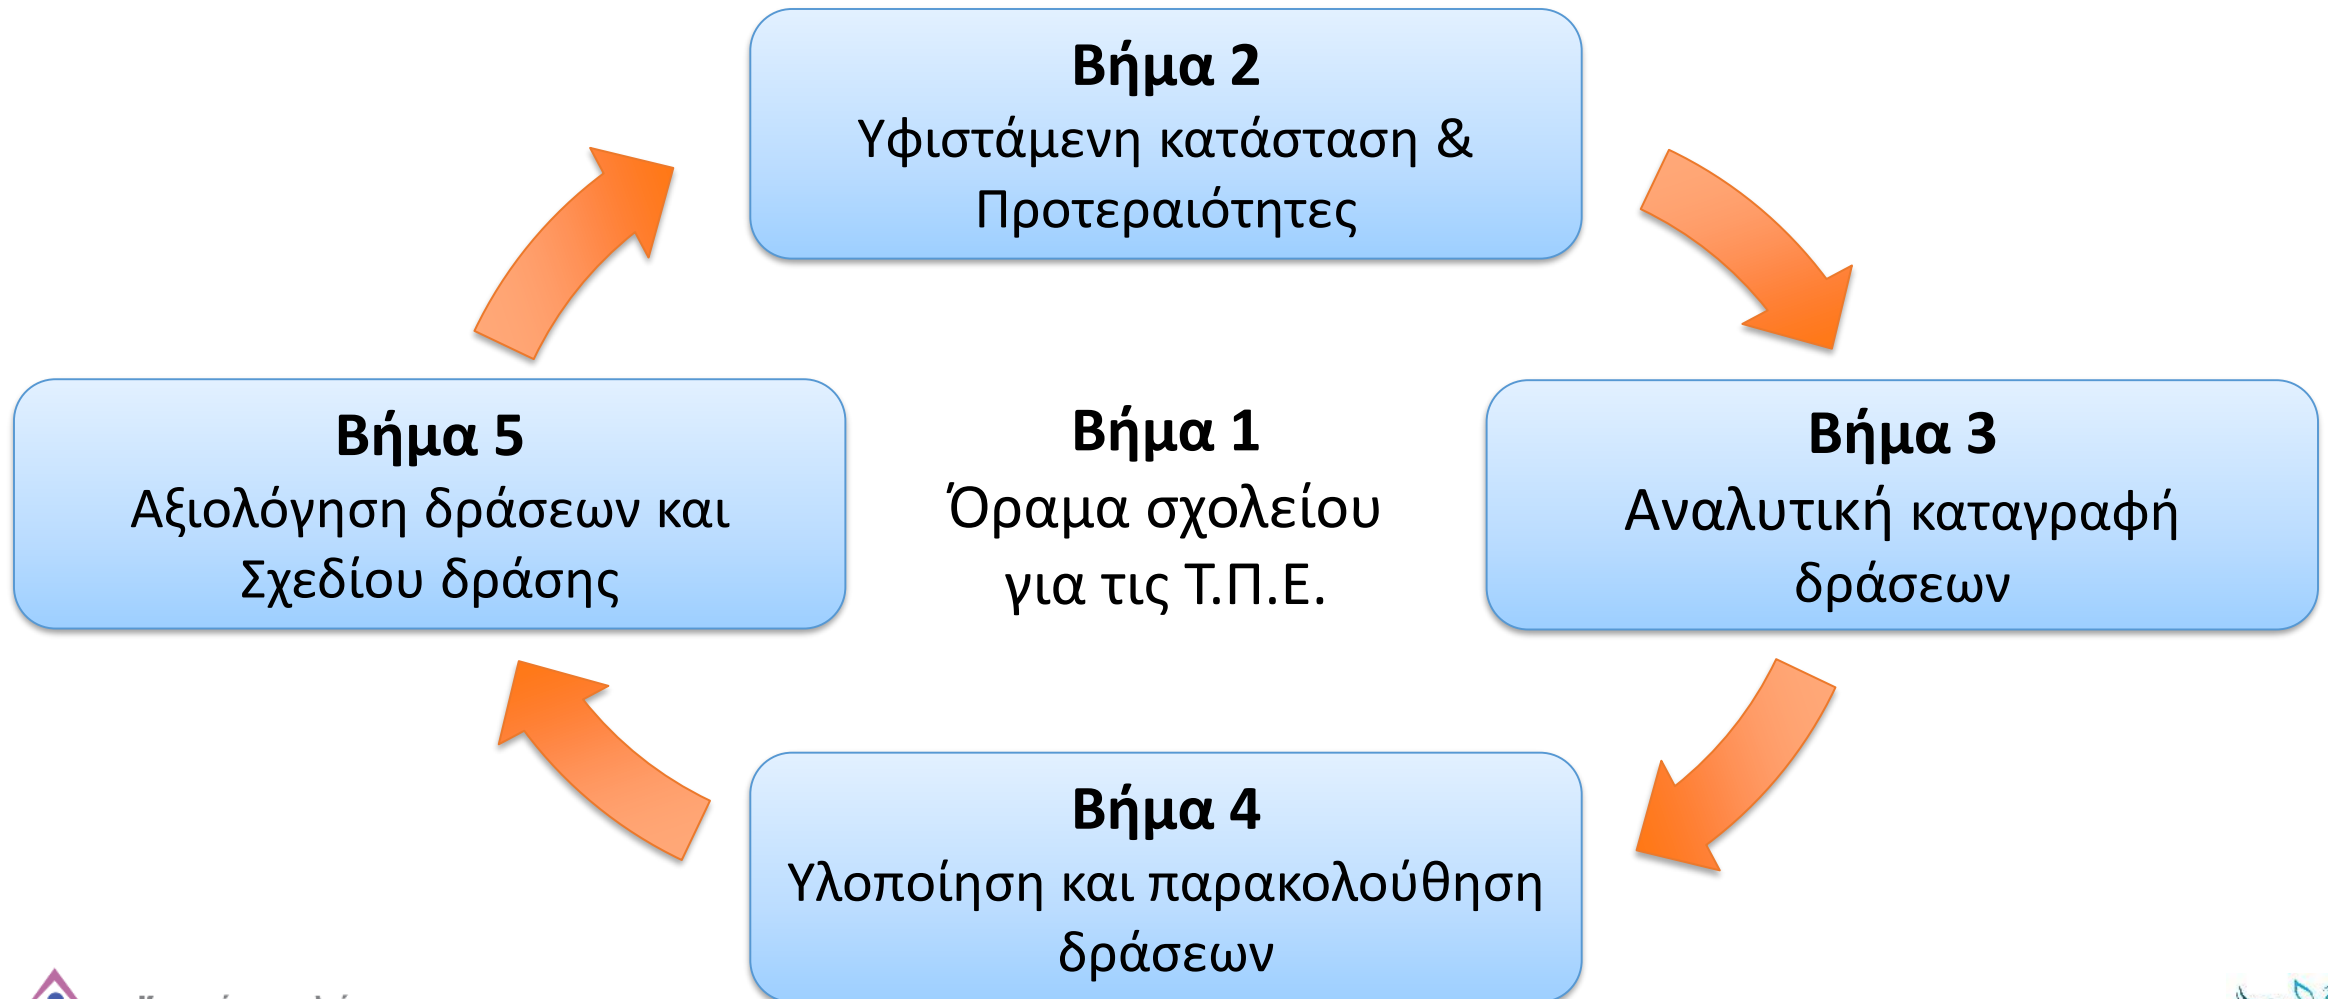 Βήμα 2
Υφιστάμενη κατάσταση &
Προτεραιότητες
Βήμα 5
Αξιολόγηση δράσεων και
Σχεδίου δράσης
Βήμα 1
Όραμα σχολείου
για τις Τ.Π.Ε.
Βήμα 3
Αναλυτική καταγραφή
δράσεων
Βήμα 4
Υλοποίηση και παρακολούθηση
δράσεων